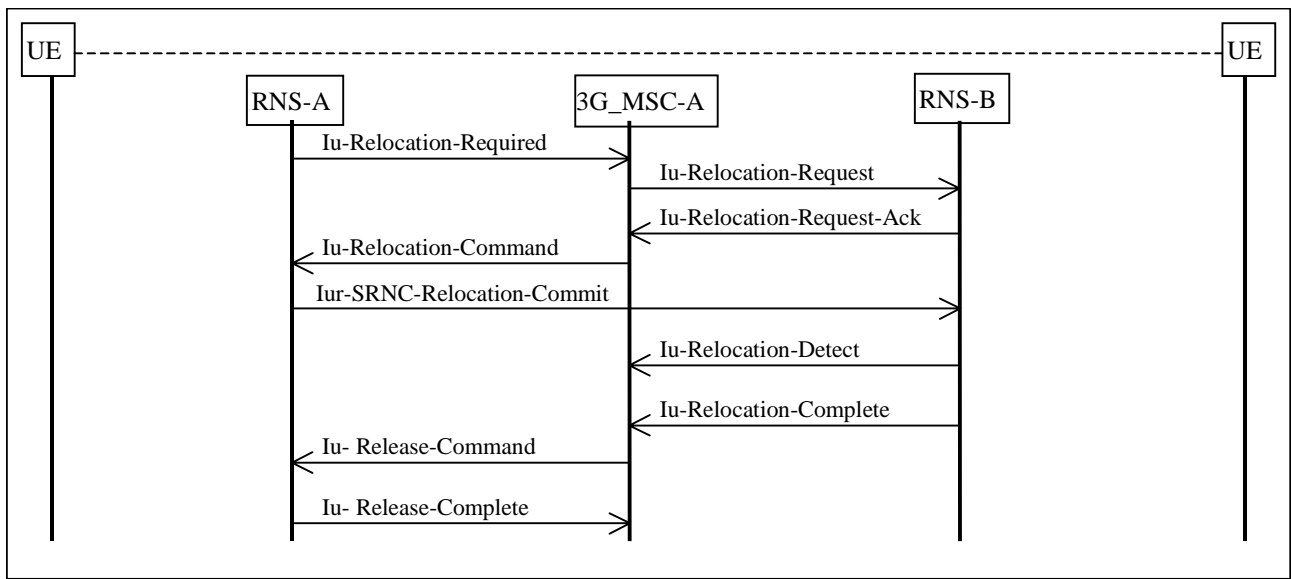 UE
UE
RNS-A
3G_MSC-A
RNS-B
Iu-Relocation-Required
Iu-Relocation-Request
Iu-Relocation-Request-Ack
Iu-Relocation-Command
Iur-SRNC-Relocation-Commit
Iu-Relocation-Detect
Iu-Relocation-Complete
Iu- Release-Command
Iu- Release-Complete